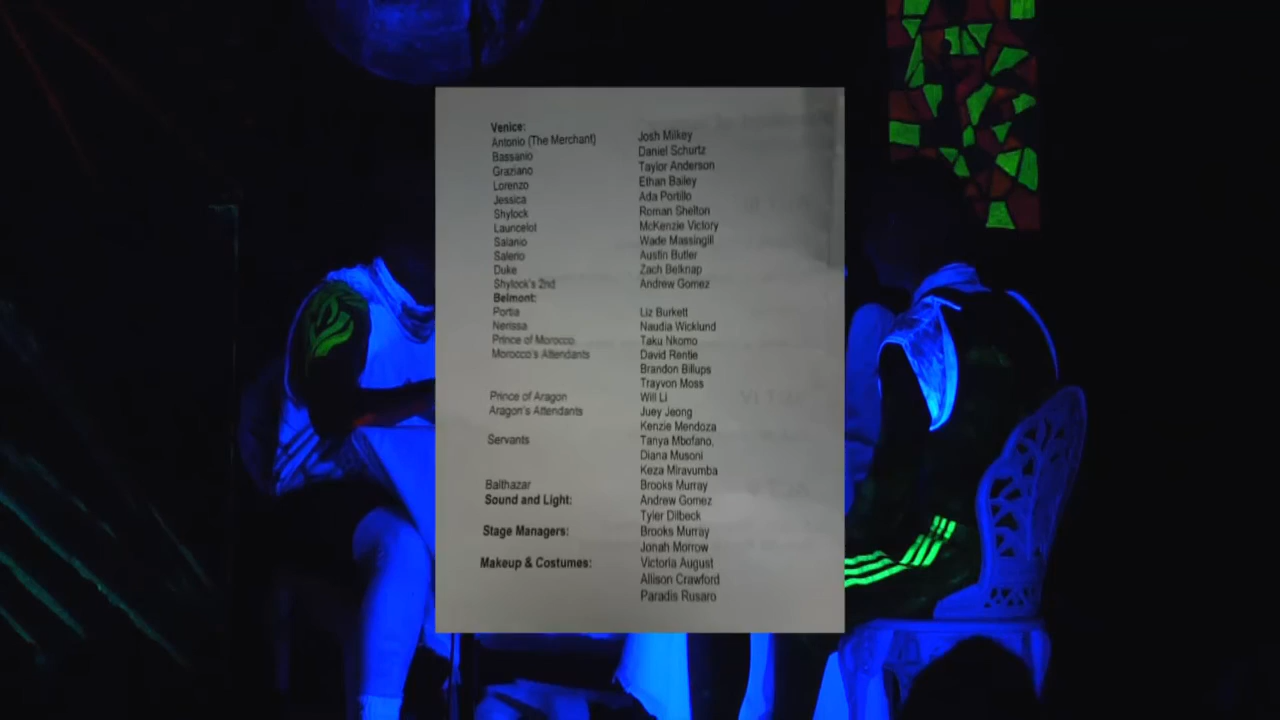 Venice:
Antonio (The Merchant) Josh Milkey
Bassanio Daniel Schurtz
Graziano Taylor Anderson
Lorenzo Ethan Bailey
Jessica Ada Portillo
Shylock Roman Shelton
Launcelot McKenzie Victory
Salanio Wade Massingill
Salerio Austin Butler
Duke Zach Belknap
Shylock's 2nd Andrew Gomez
Belmont:
Portia Liz Burkett
Nerissa Naudia Wicklund
Prince of Morocco Taku Nkomo
Morocco's Attendants David Rentie
Brandon Billups
Trayvon Moss
Prince of Aragon Will Li
Aragon's Attendants Juey Jeong
Kenzie Mendoza
Servants Tanya Mbofano,
Diana Musoni
Keza Miravumba
Balthazar Brooks Murray
Sound and Light: Andrew Gomez
Tyler Dilbeck
Stage Managers: Brooks Murray
Jonah Morrow
Makeup & Costumes: Victoria August
Allison Crawford
Paradis Rusaro